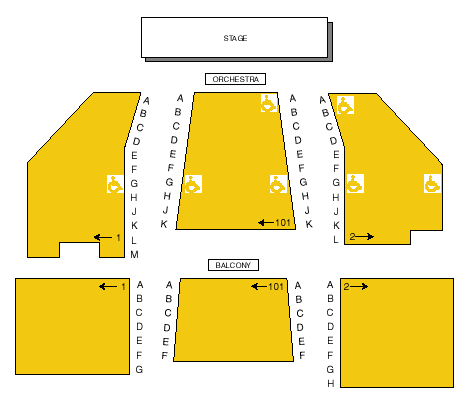 STAGE
ORCHESTRA
A A A A
B B B B
C C C C
D D D D
E E E E
F F F F
G G G G
H H H H
J J J J
K K K K
L L
M
1 101 2
BALCONY
1 101 2
A A A A
B B B B
C C C C
D D D D
E E E E
F F F F
G G
H